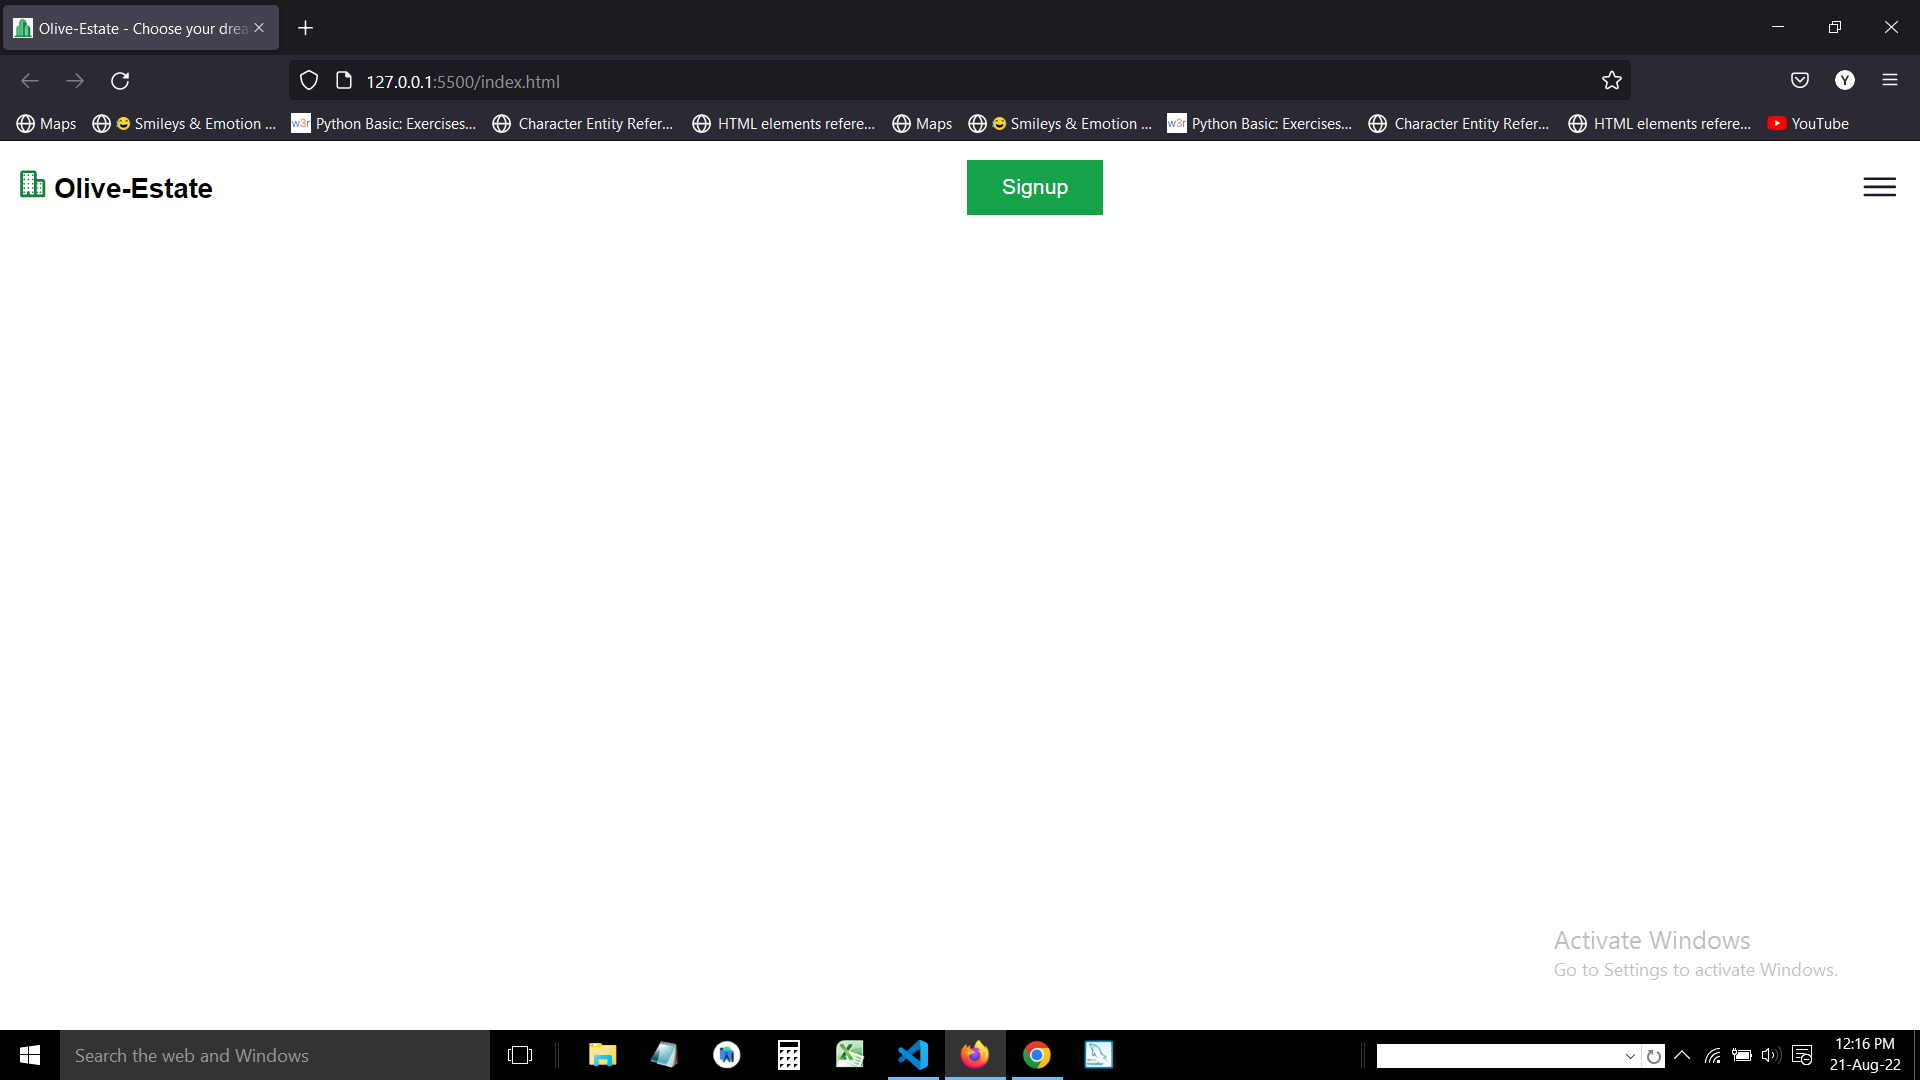 Olive-Estate - Choose your drea
127.0.0.1:5500/index.html
Maps
Smileys & Emotion ...
w3r Python Basic: Exercises...
Character Entity Refer...
HTML elements refere...
Maps
Smileys & Emotion ...
w3r Python Basic: Exercises...
Character Entity Refer...
HTML elements refere...
YouTube
Y
Olive-Estate
Signup
Activate Windows
Go to Settings to activate Windows.
Search the web and Windows
12:16 PM
21-Aug-22